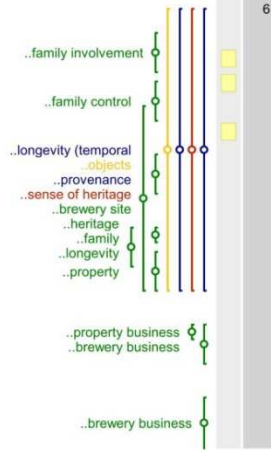 6
..family involvement
..family control
..longevity (temporal
..objects
..provenance
..sense of heritage
..brewery site
..heritage
..family
..longevity
..property
..property business
..brewery business
..brewery business